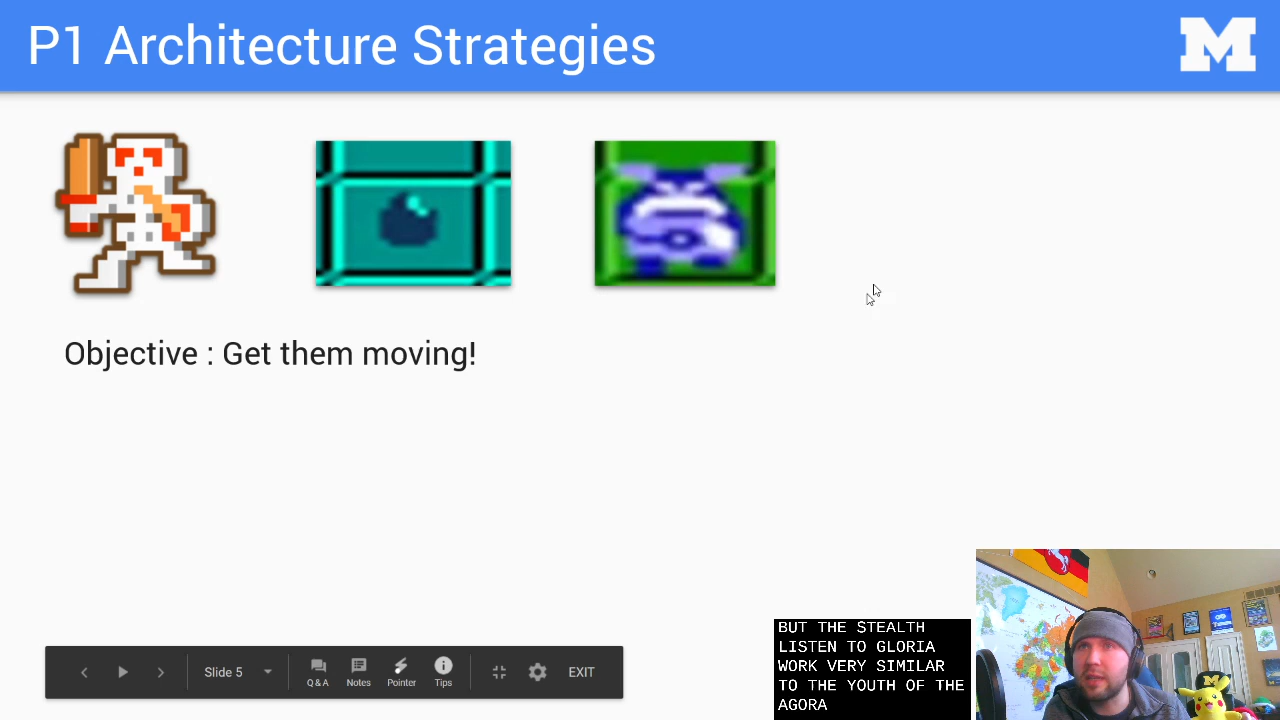 P1 Architecture Strategies
M
Objective : Get them moving!
Slide 5
Q & A
Notes
Pointer
Tips
EXIT
BUT THE $TEALTH
LISTEN TO GLORIA
WORK VERY SIMILAR
TO THE YOUTH OF THE
AGORA